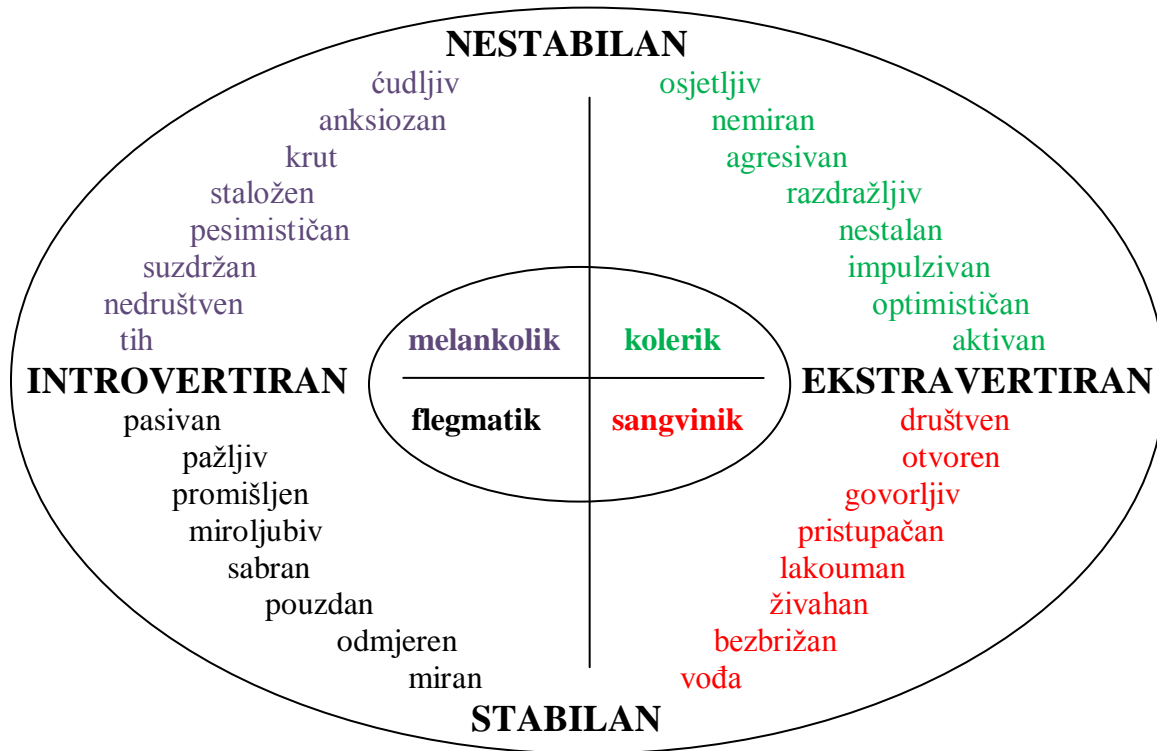 NESTABILAN
ćudljiv osjetljiv
anksiozan nemiran
krut agresivan
staložen razdražljiv
pesimističan nestalan
suzdržan impulzivan
nedruštven optimističan
tih melankolik kolerik aktivan
INTROVERTIRAN EKSTRAVERTIRAN
pasivan flegmatik sangvinik društven
pažljiv otvoren
promišljen govorljiv
miroljubiv pristupačan
sabran lakouman
pouzdan živahan
odmjeren bezbrižan
miran vođa
STABILAN